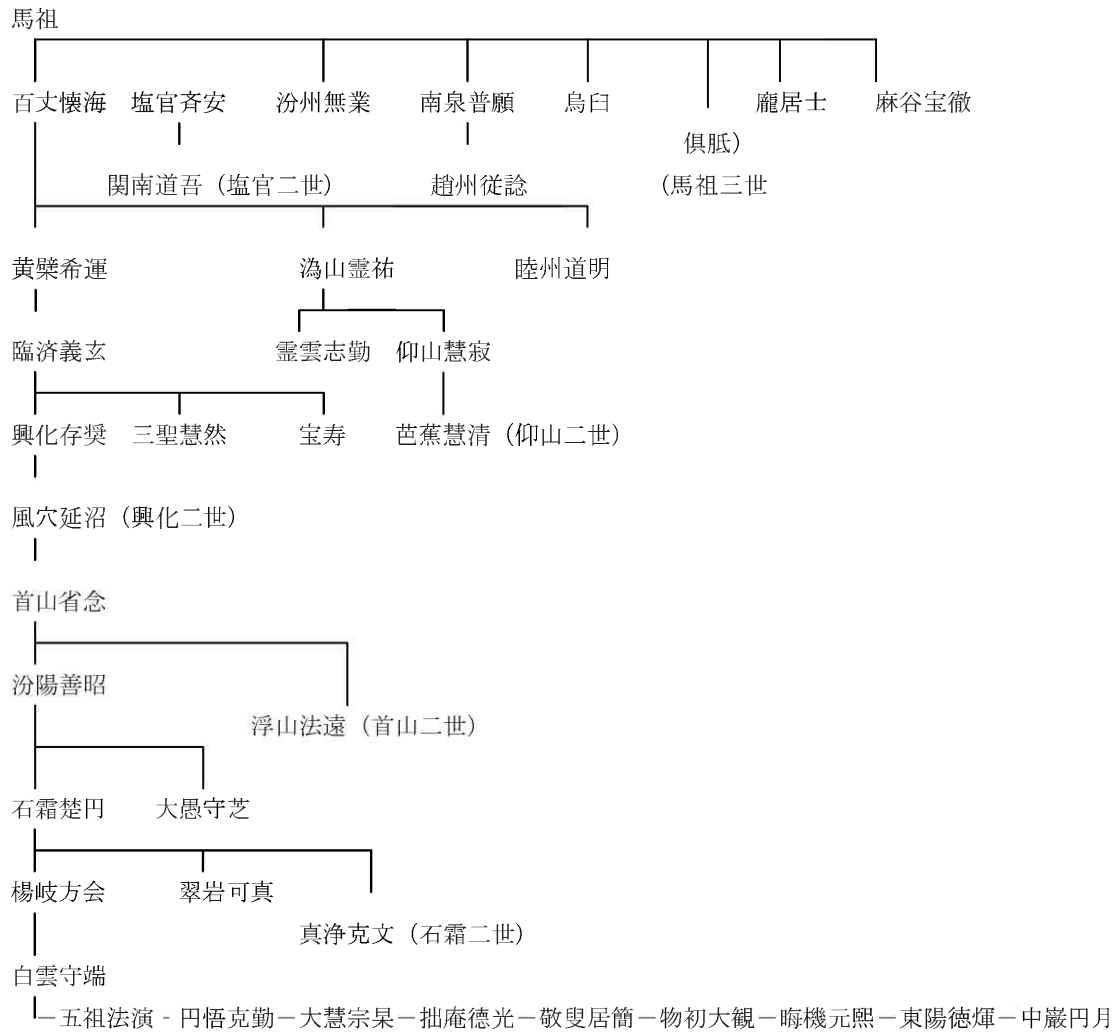 馬祖
百丈懐海 塩官斉安 汾州無業 南泉普願 烏臼 龐居士 麻谷宝徹
倶胝)
関南道吾(塩官二世) 趙州従諗 (馬祖三世
黄檗希運 潙山霊祐 睦州道明
臨済義玄 霊雲志勤 仰山慧寂
興化存奨 三聖慧然 宝寿 芭蕉慧清(仰山二世)
風穴延沼(興化二世)
首山省念
汾陽善昭
浮山法遠(首山二世)
石霜楚円 大愚守芝
楊岐方会 翠岩可真
真浄克文(石霜二世)
白雲守端
−五祖法演‐円悟克勤−大慧宗杲−拙庵德光−敬叟居簡−物初大観−晦機元熙−東陽徳煇−中巌円月